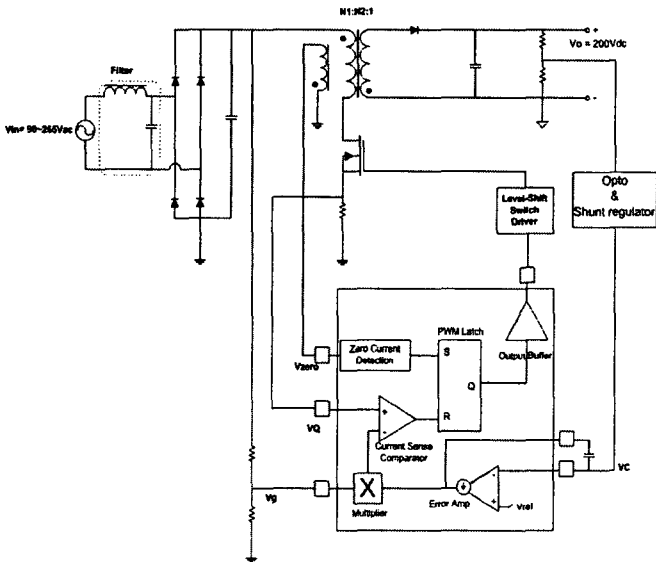 N1:N2:1
Vo = 200Vdc
Filter
Vin= 90~265Vac
Opto
&
Shunt regulator
Level-Shift
Switch
Driver
PWM Latch
Output Buffer
Zero Current
Detection
S
Q
R
Vzero
VQ
Current Sense
Comparator
VC
Vg
X
Multiplier
Error Amp
Vref
+
-
+
-
-
+